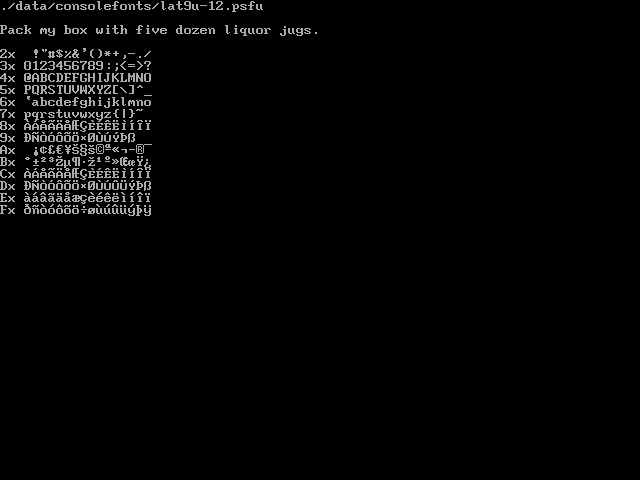 ./data/consolefonts/lat9u-12.psfu
Pack my box with five dozen liquor jugs.
2x  !"#$%&'()*+,-./
3x 0123456789:;<=>?
4x @ABCDEFGHIJKLMNO
5x PQRSTUVWXYZ[\]^_
6x `abcdefghijklmno
7x pqrstuvwxyz{|}~
8x ÀÁÂÃÄÅÆÇÈÉÊËÌÍÎÏ
9x ÐÑÒÓÔÕÖ×ØÙÚÛÜÝÞß
Ax  ¡¢£€¥Š§š©ª«¬-®¯
Bx °±²³Žµ¶·ž¹º»ŒœŸ¿
Cx ÀÁÂÃÄÅÆÇÈÉÊËÌÍÎÏ
Dx ÐÑÒÓÔÕÖ×ØÙÚÛÜÝÞß
Ex àáâãäåæçèéêëìíîï
Fx ðñòóôõö÷øùúûüýþÿ